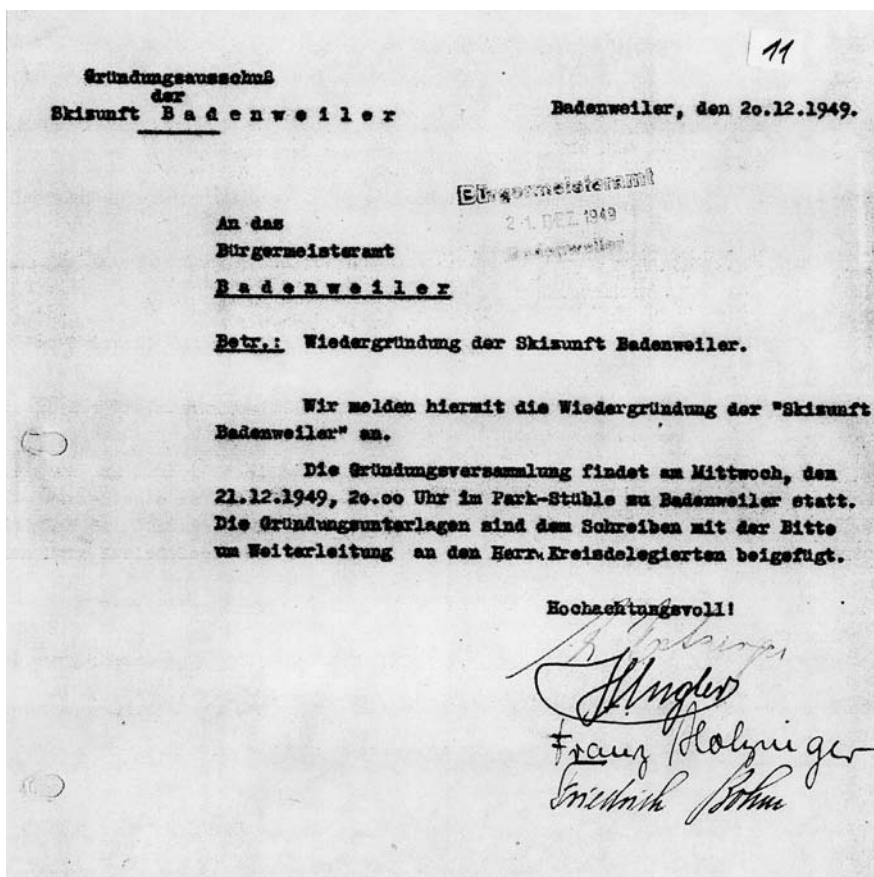 11
Gründungsausschuß
der
Skizunft B a d e n w e i l e r
Badenweiler, den 2o.12.1949.
Bürgermeisteramt
21. DEZ. 1949
Badenweiler
An das
Bürgermeisteramt
B a d e n w e i l e r
Betr.: Wiedergründung der Skizunft Badenweiler.
Wir melden hiermit die Wiedergründung der "Skizunft
Badenweiler" an.
Die Gründungsversammlung findet am Mittwoch, den
21.12.1949, 2o.oo Uhr im Park-Stüble zu Badenweiler statt.
Die Gründungsunterlagen sind dem Schreiben mit der Bitte
um Weiterleitung an den Herrn Kreisdelegierten beigefügt.
Hochachtungsvoll!
Franz Holzinger
Friedrich Bohm